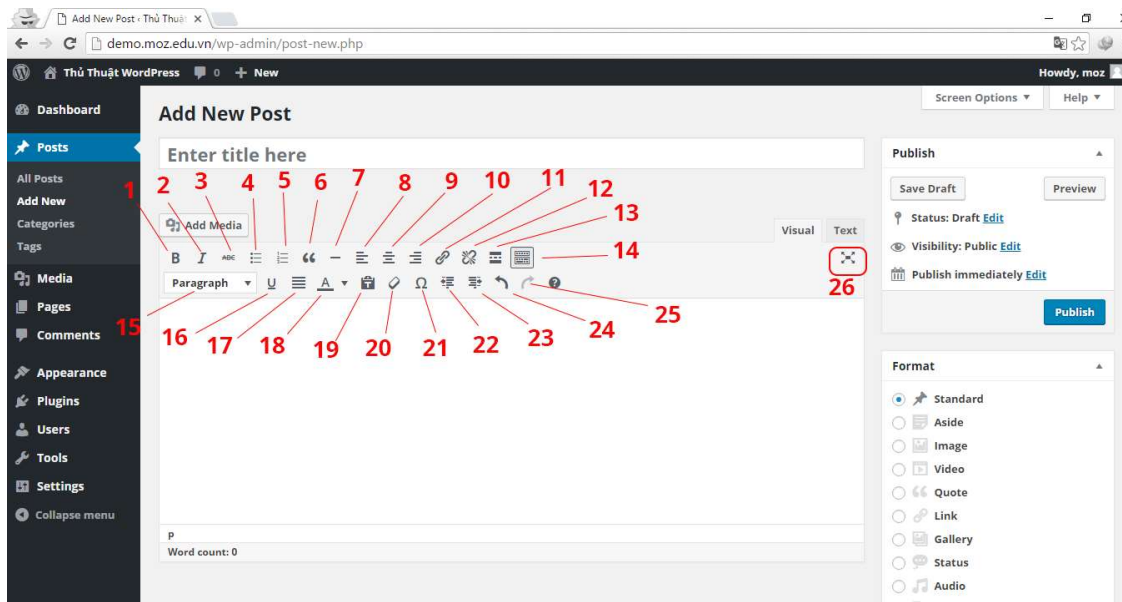 Add New Post ‹ Thủ Thuậ
demo.moz.edu.vn/wp-admin/post-new.php
Thủ Thuật WordPress 0 + New
Howdy, moz
Screen Options
Help
Dashboard
Posts
All Posts
Add New
Categories
Tags
Media
Pages
Comments
Appearance
Plugins
Users
Tools
Settings
Collapse menu
Add New Post
Enter title here
1 2 3 4 5 6 7 8 9 10 11 12
13
14
Add Media
Visual Text
B I ABC
26
Paragraph U A Ω
15
16 17 18 19 20 21 22 23 24 25
p
Word count: 0
Publish
Save Draft
Preview
Status: Draft Edit
Visibility: Public Edit
Publish immediately Edit
Publish
Format
Standard
Aside
Image
Video
Quote
Link
Gallery
Status
Audio